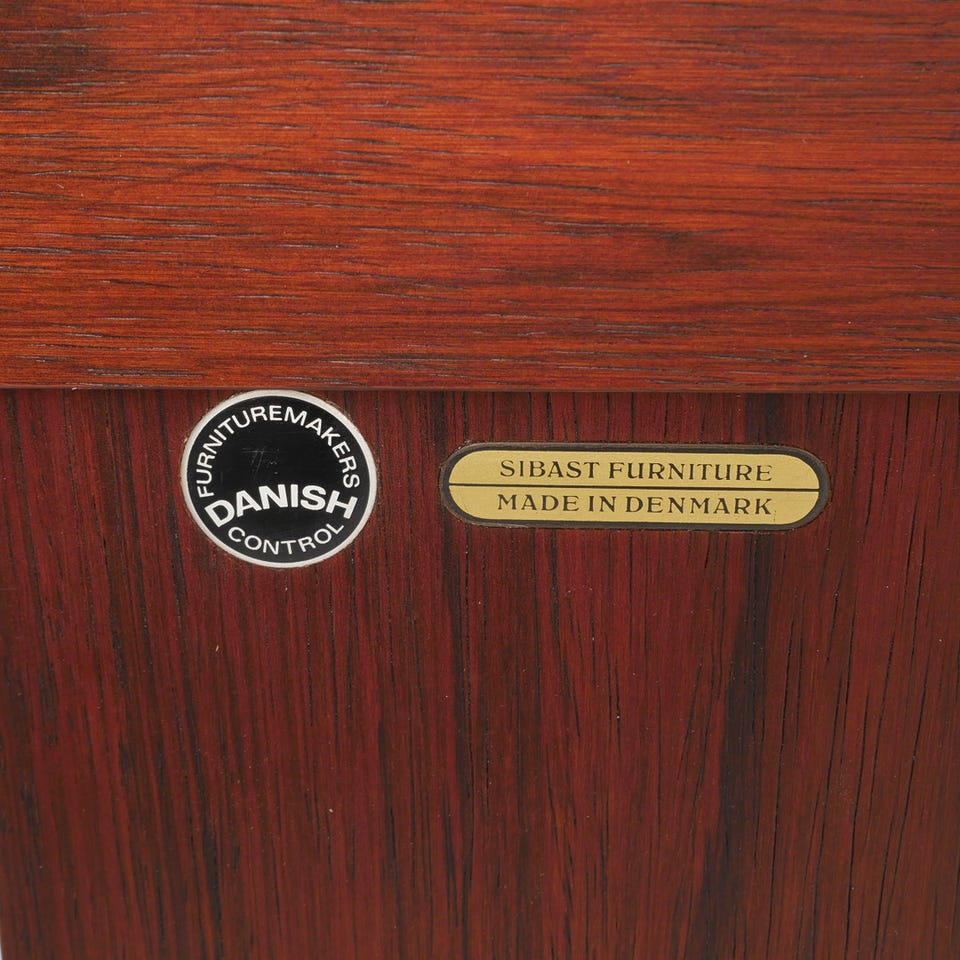 FURNITUREMAKERS
DANISH
CONTROL
SIBAST FURNITURE
MADE IN DENMARK